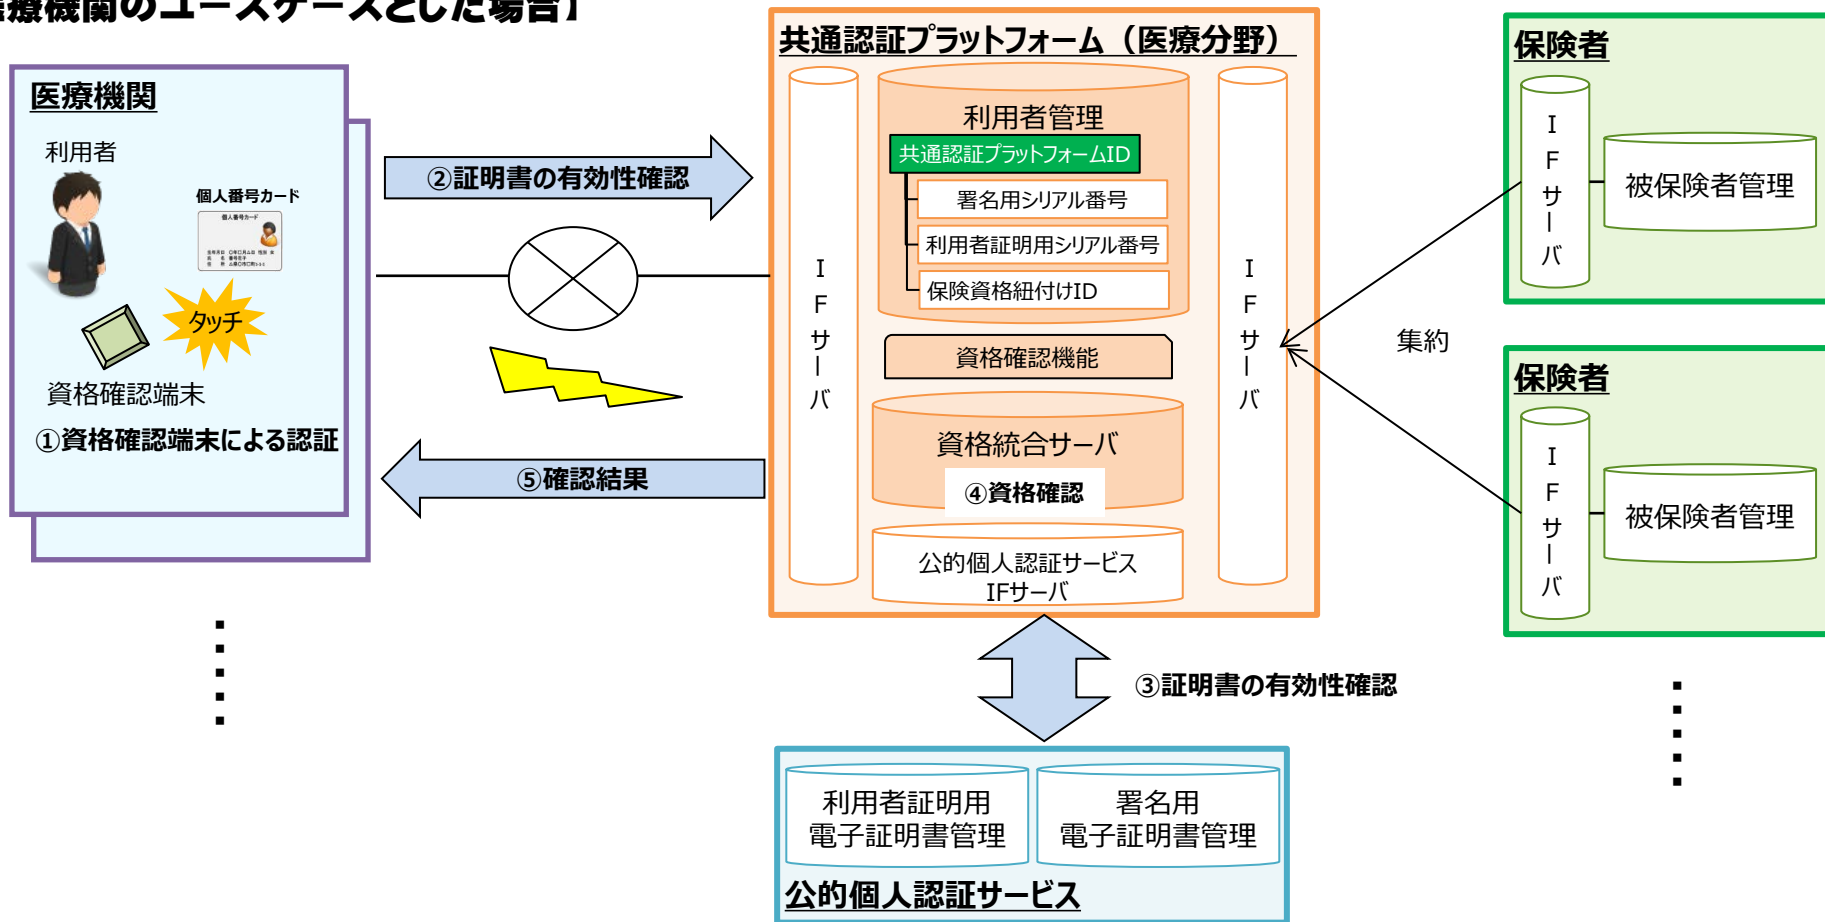 療機関のユースケースとした場合】
医療機関
利用者
個人番号カード
個人番号カード
タッチ
資格確認端末
①資格確認端末による認証
②証明書の有効性確認
⑤確認結果
共通認証プラットフォーム（医療分野）
IFサーバ
利用者管理
共通認証プラットフォームID
署名用シリアル番号
利用者証明用シリアル番号
保険資格紐付けID
資格確認機能
資格統合サーバ
④資格確認
公的個人認証サービス
IFサーバ
IFサーバ
集約
保険者
IFサーバ
被保険者管理
保険者
IFサーバ
被保険者管理
③証明書の有効性確認
利用者証明用
電子証明書管理
署名用
電子証明書管理
公的個人認証サービス